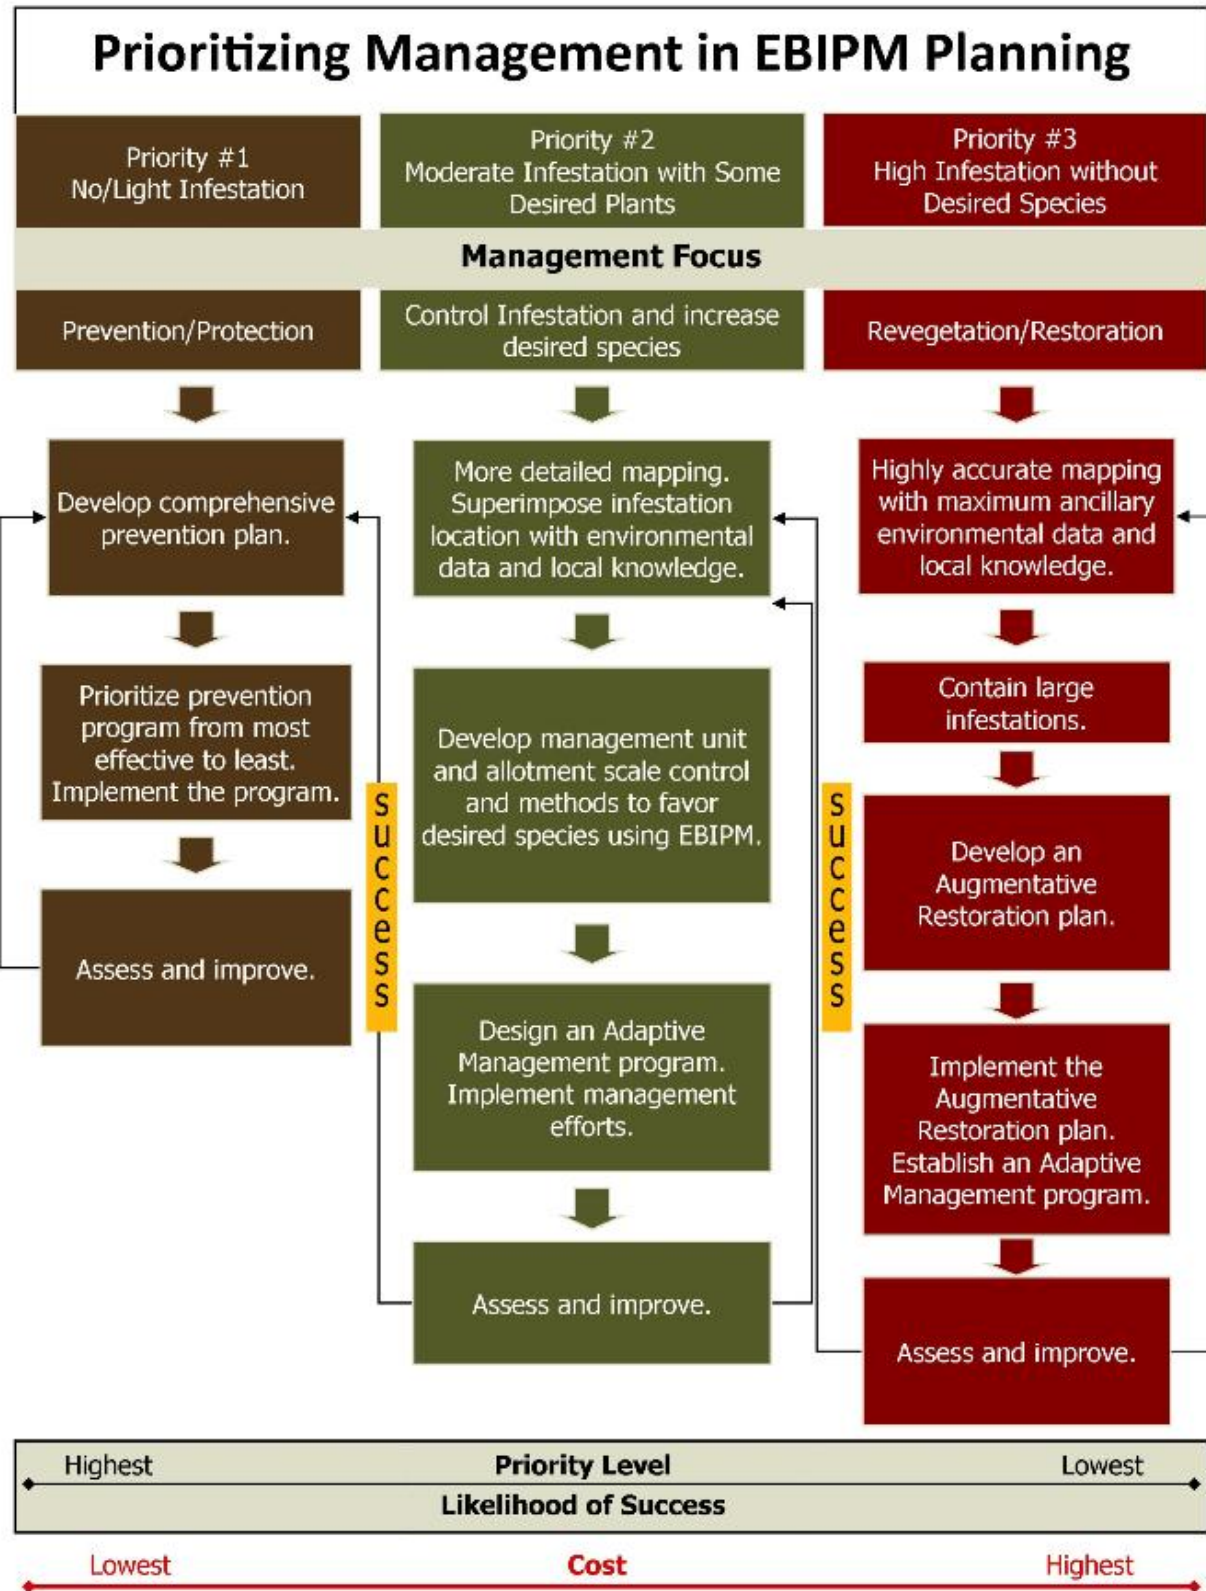 Prioritizing Management in EBIPM Planning
Priority #1
No/Light Infestation
Priority #2
Moderate Infestation with Some
Desired Plants
Priority #3
High Infestation without
Desired Species
Management Focus
Prevention/Protection
Control Infestation and increase
desired species
Revegetation/Restoration
Develop comprehensive
prevention plan.
Prioritize prevention
program from most
effective to least.
Implement the program.
Assess and improve.
Success
More detailed mapping.
Superimpose infestation
location with environmental
data and local knowledge.
Develop management unit
and allotment scale control
and methods to favor
desired species using EBIPM.
Design an Adaptive
Management program.
Implement management
efforts.
Assess and improve.
Success
Highly accurate mapping
with maximum ancillary
environmental data and
local knowledge.
Contain large
infestations.
Develop an
Augmentative
Restoration plan.
Implement the
Augmentative
Restoration plan.
Establish an Adaptive
Management program.
Assess and improve.
Highest Priority Level Lowest
Likelihood of Success
Lowest Cost Highest